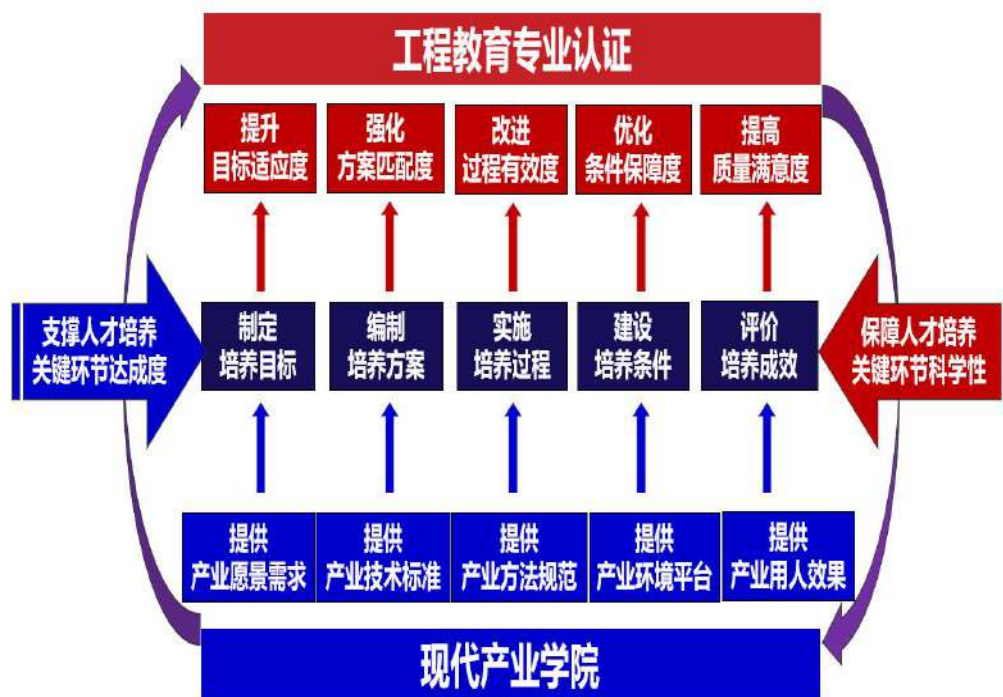 工程教育专业认证
提升
目标适应度
强化
方案匹配度
改进
过程有效度
优化
条件保障度
提高
质量满意度
支撑人才培养
关键环节达成度
制定
培养目标
编制
培养方案
实施
培养过程
建设
培养条件
评价
培养成效
保障人才培养
关键环节科学性
提供
产业愿景需求
提供
产业技术标准
提供
产业方法规范
提供
产业环境平台
提供
产业用人效果
现代产业学院